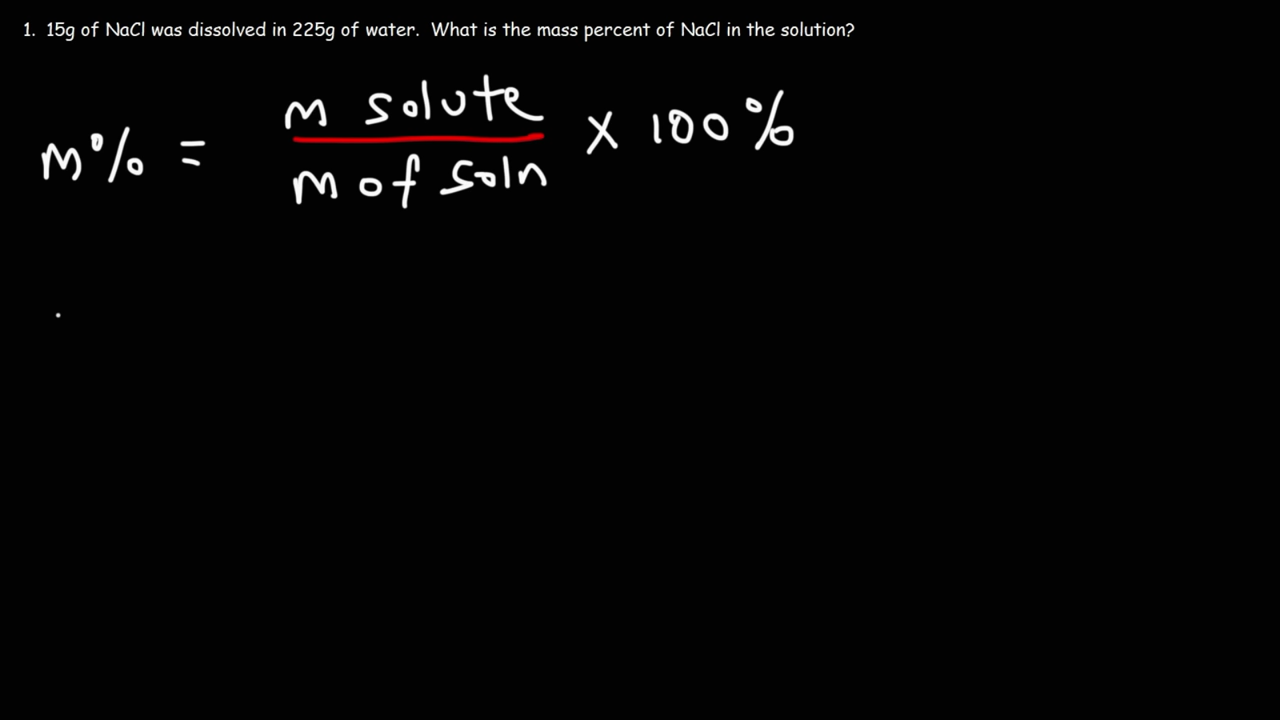 1. 15g of NaCl was dissolved in 225g of water. What is the mass percent of NaCl in the solution?
m% = m solute / m of soln x 100%